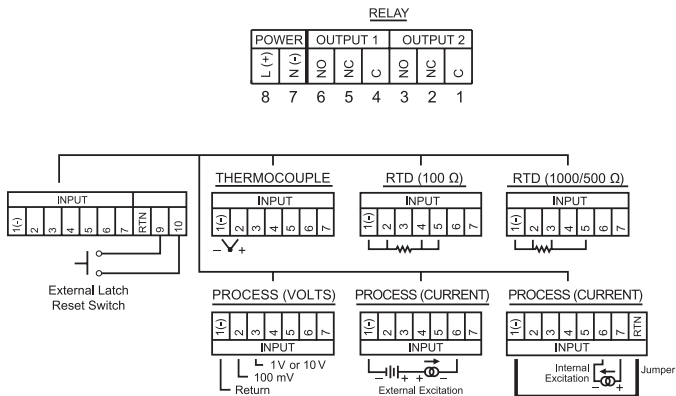 RELAY
POWER OUTPUT 1 OUTPUT 2
L (+) N (-) NO NC C NO NC C
8 7 6 5 4 3 2 1
INPUT
1(-) 2 3 4 5 6 7 RTN 9 10
External Latch
Reset Switch
THERMOCOUPLE
INPUT
1(-) 2 3 4 5 6 7
– +
RTD (100 Ω)
INPUT
1(-) 2 3 4 5 6 7
RTD (1000/500 Ω)
INPUT
1(-) 2 3 4 5 6 7
PROCESS (VOLTS)
1(-) 2 3 4 5 6 7
INPUT
1V or 10V
100 mV
Return
PROCESS (CURRENT)
1(-) 2 3 4 5 6 7
INPUT
– + + –
External Excitation
PROCESS (CURRENT)
1(-) 2 3 4 5 6 7 RTN
INPUT
Internal
Excitation
– +
Jumper